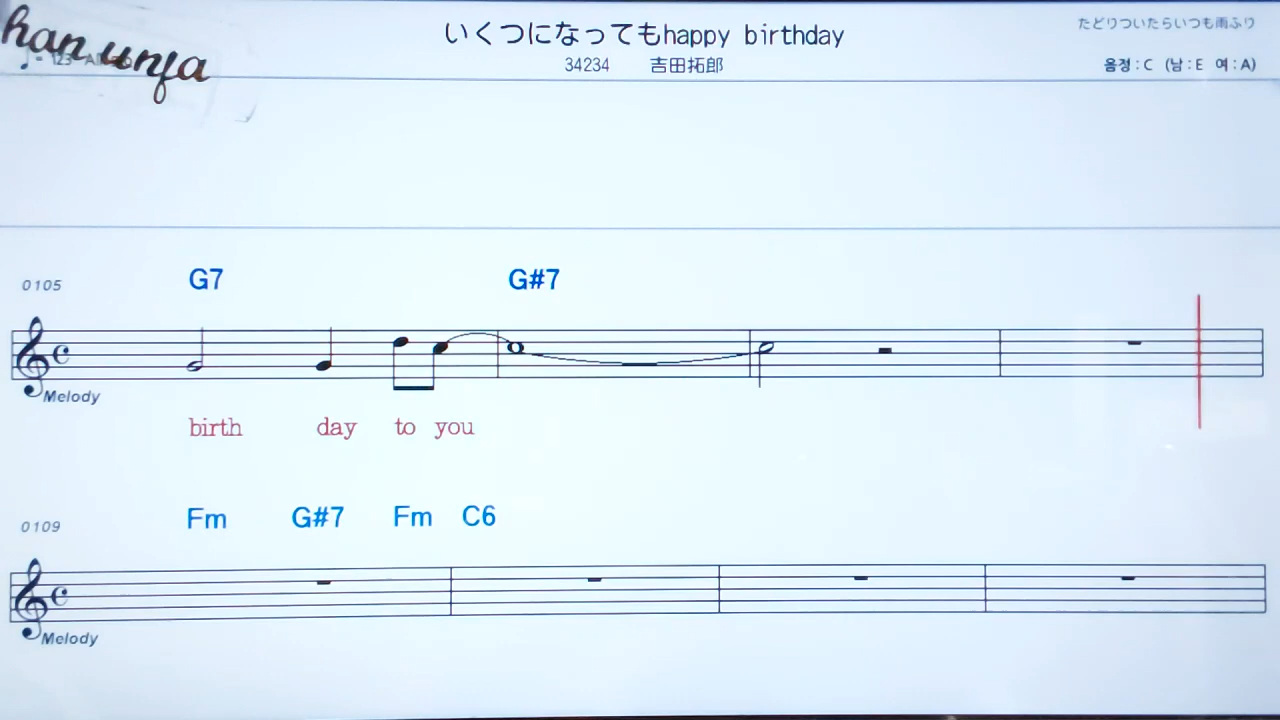 han unfa
いくつになってもhappy birthday
たどりついたらいつも雨ふり
34234 吉田拓郎
음정 : C (남 : E 여 : A)
0105 G7 G#7
Melody
birth day to you
0109 Fm G#7 Fm C6
Melody